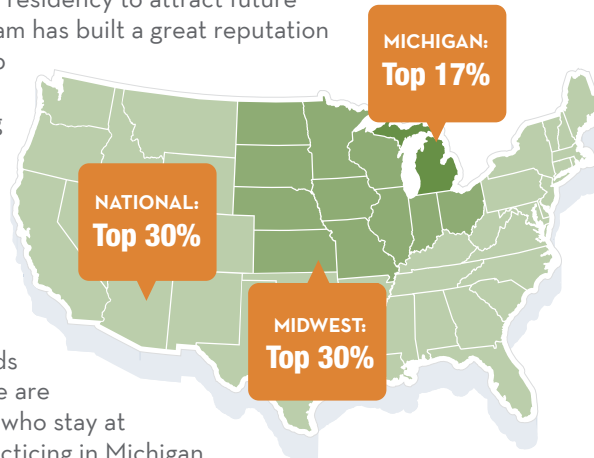 residency to attract future
am has built a great reputation
MICHIGAN:
Top 17%
NATIONAL:
Top 30%
MIDWEST:
Top 30%
ds
e are
who stay at
cticing in Michigan